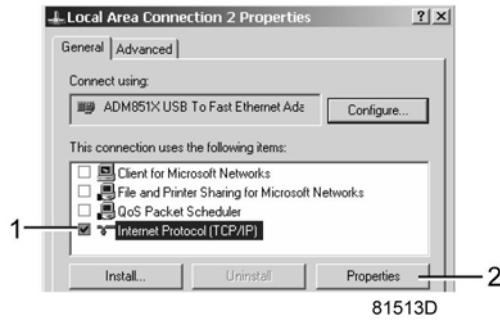 Local Area Connection 2 Properties
General Advanced
Connect using:
ADM851X USB To Fast Ethernet Ada
Configure...
This connection uses the following items:
Client for Microsoft Networks
File and Printer Sharing for Microsoft Networks
QoS Packet Scheduler
1 Internet Protocol (TCP/IP)
Install... Uninstall Properties 2
81513D